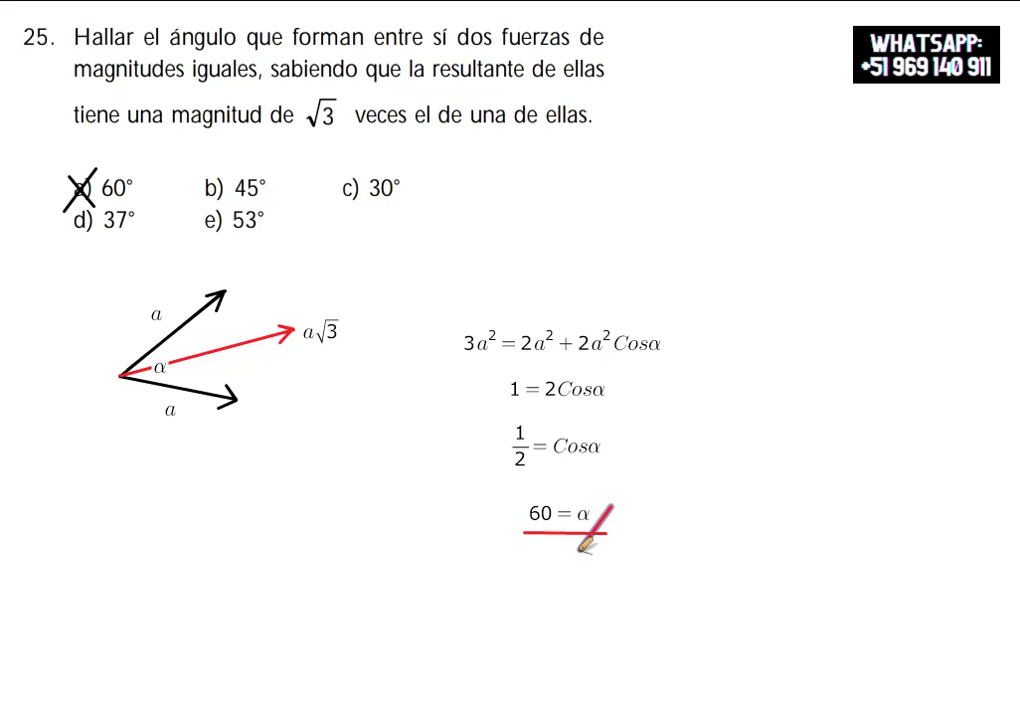 25. Hallar el ángulo que forman entre sí dos fuerzas de
magnitudes iguales, sabiendo que la resultante de ellas
tiene una magnitud de √3 veces el de una de ellas.
WHATSAPP:
+51 969 140 911
a) 60° b) 45° c) 30°
d) 37° e) 53°
a
a√3
α
a
3a² = 2a² + 2a² Cosα
1 = 2Cosα
1/2 = Cosα
60 = α